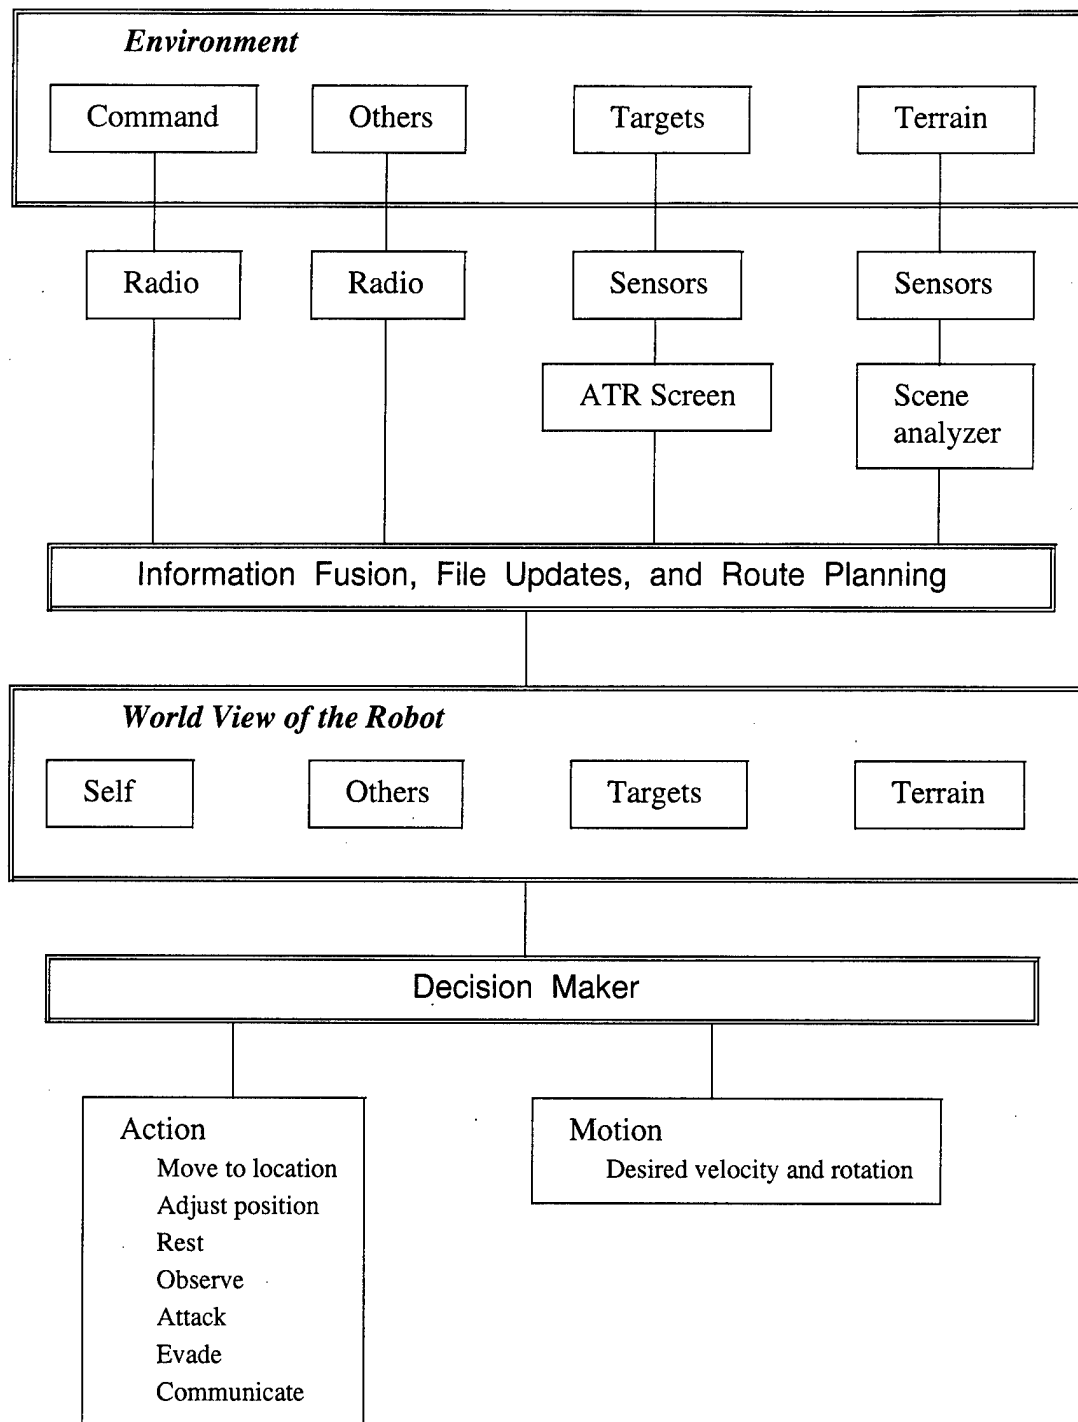 Environment
Command
Others
Targets
Terrain
Radio
Radio
Sensors
Sensors
ATR Screen
Scene
analyzer
Information Fusion, File Updates, and Route Planning
World View of the Robot
Self
Others
Targets
Terrain
Decision Maker
Action
Move to location
Adjust position
Rest
Observe
Attack
Evade
Communicate
Motion
Desired velocity and rotation